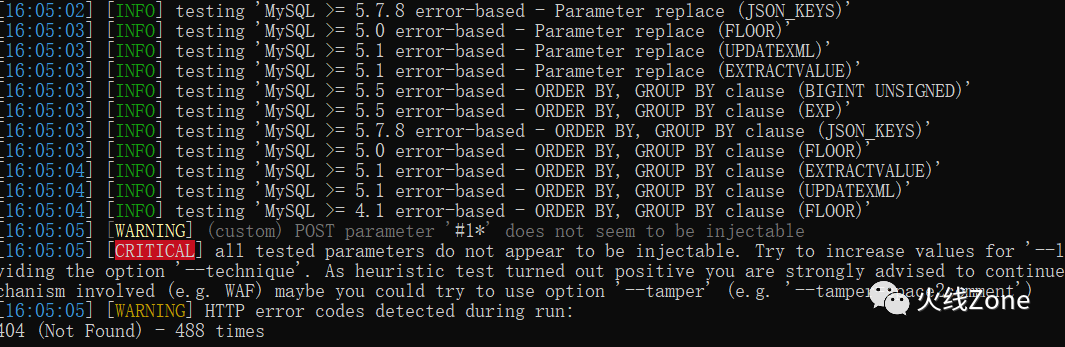 [16:05:02] [INFO] testing 'MySQL >= 5.7.8 error-based - Parameter replace (JSON_KEYS)'
[16:05:03] [INFO] testing 'MySQL >= 5.0 error-based - Parameter replace (FLOOR)'
[16:05:03] [INFO] testing 'MySQL >= 5.1 error-based - Parameter replace (UPDATEXML)'
[16:05:03] [INFO] testing 'MySQL >= 5.1 error-based - Parameter replace (EXTRACTVALUE)'
[16:05:03] [INFO] testing 'MySQL >= 5.5 error-based - ORDER BY, GROUP BY clause (BIGINT UNSIGNED)'
[16:05:03] [INFO] testing 'MySQL >= 5.5 error-based - ORDER BY, GROUP BY clause (EXP)'
[16:05:03] [INFO] testing 'MySQL >= 5.7.8 error-based - ORDER BY, GROUP BY clause (JSON_KEYS)'
[16:05:03] [INFO] testing 'MySQL >= 5.0 error-based - ORDER BY, GROUP BY clause (FLOOR)'
[16:05:04] [INFO] testing 'MySQL >= 5.1 error-based - ORDER BY, GROUP BY clause (EXTRACTVALUE)'
[16:05:04] [INFO] testing 'MySQL >= 5.1 error-based - ORDER BY, GROUP BY clause (UPDATEXML)'
[16:05:04] [INFO] testing 'MySQL >= 4.1 error-based - ORDER BY, GROUP BY clause (FLOOR)'
[16:05:05] [WARNING] (custom) POST parameter '#1*' does not seem to be injectable
[16:05:05] [CRITICAL] all tested parameters do not appear to be injectable. Try to increase values for '--l
viding the option '--technique'. As heuristic test turned out positive you are strongly advised to continue
chanism involved (e.g. WAF) maybe you could try to use option '--tamper' (e.g. '--tamper=space2comment')
[16:05:05] [WARNING] HTTP error codes detected during run:
404 (Not Found) - 488 times
火线Zone